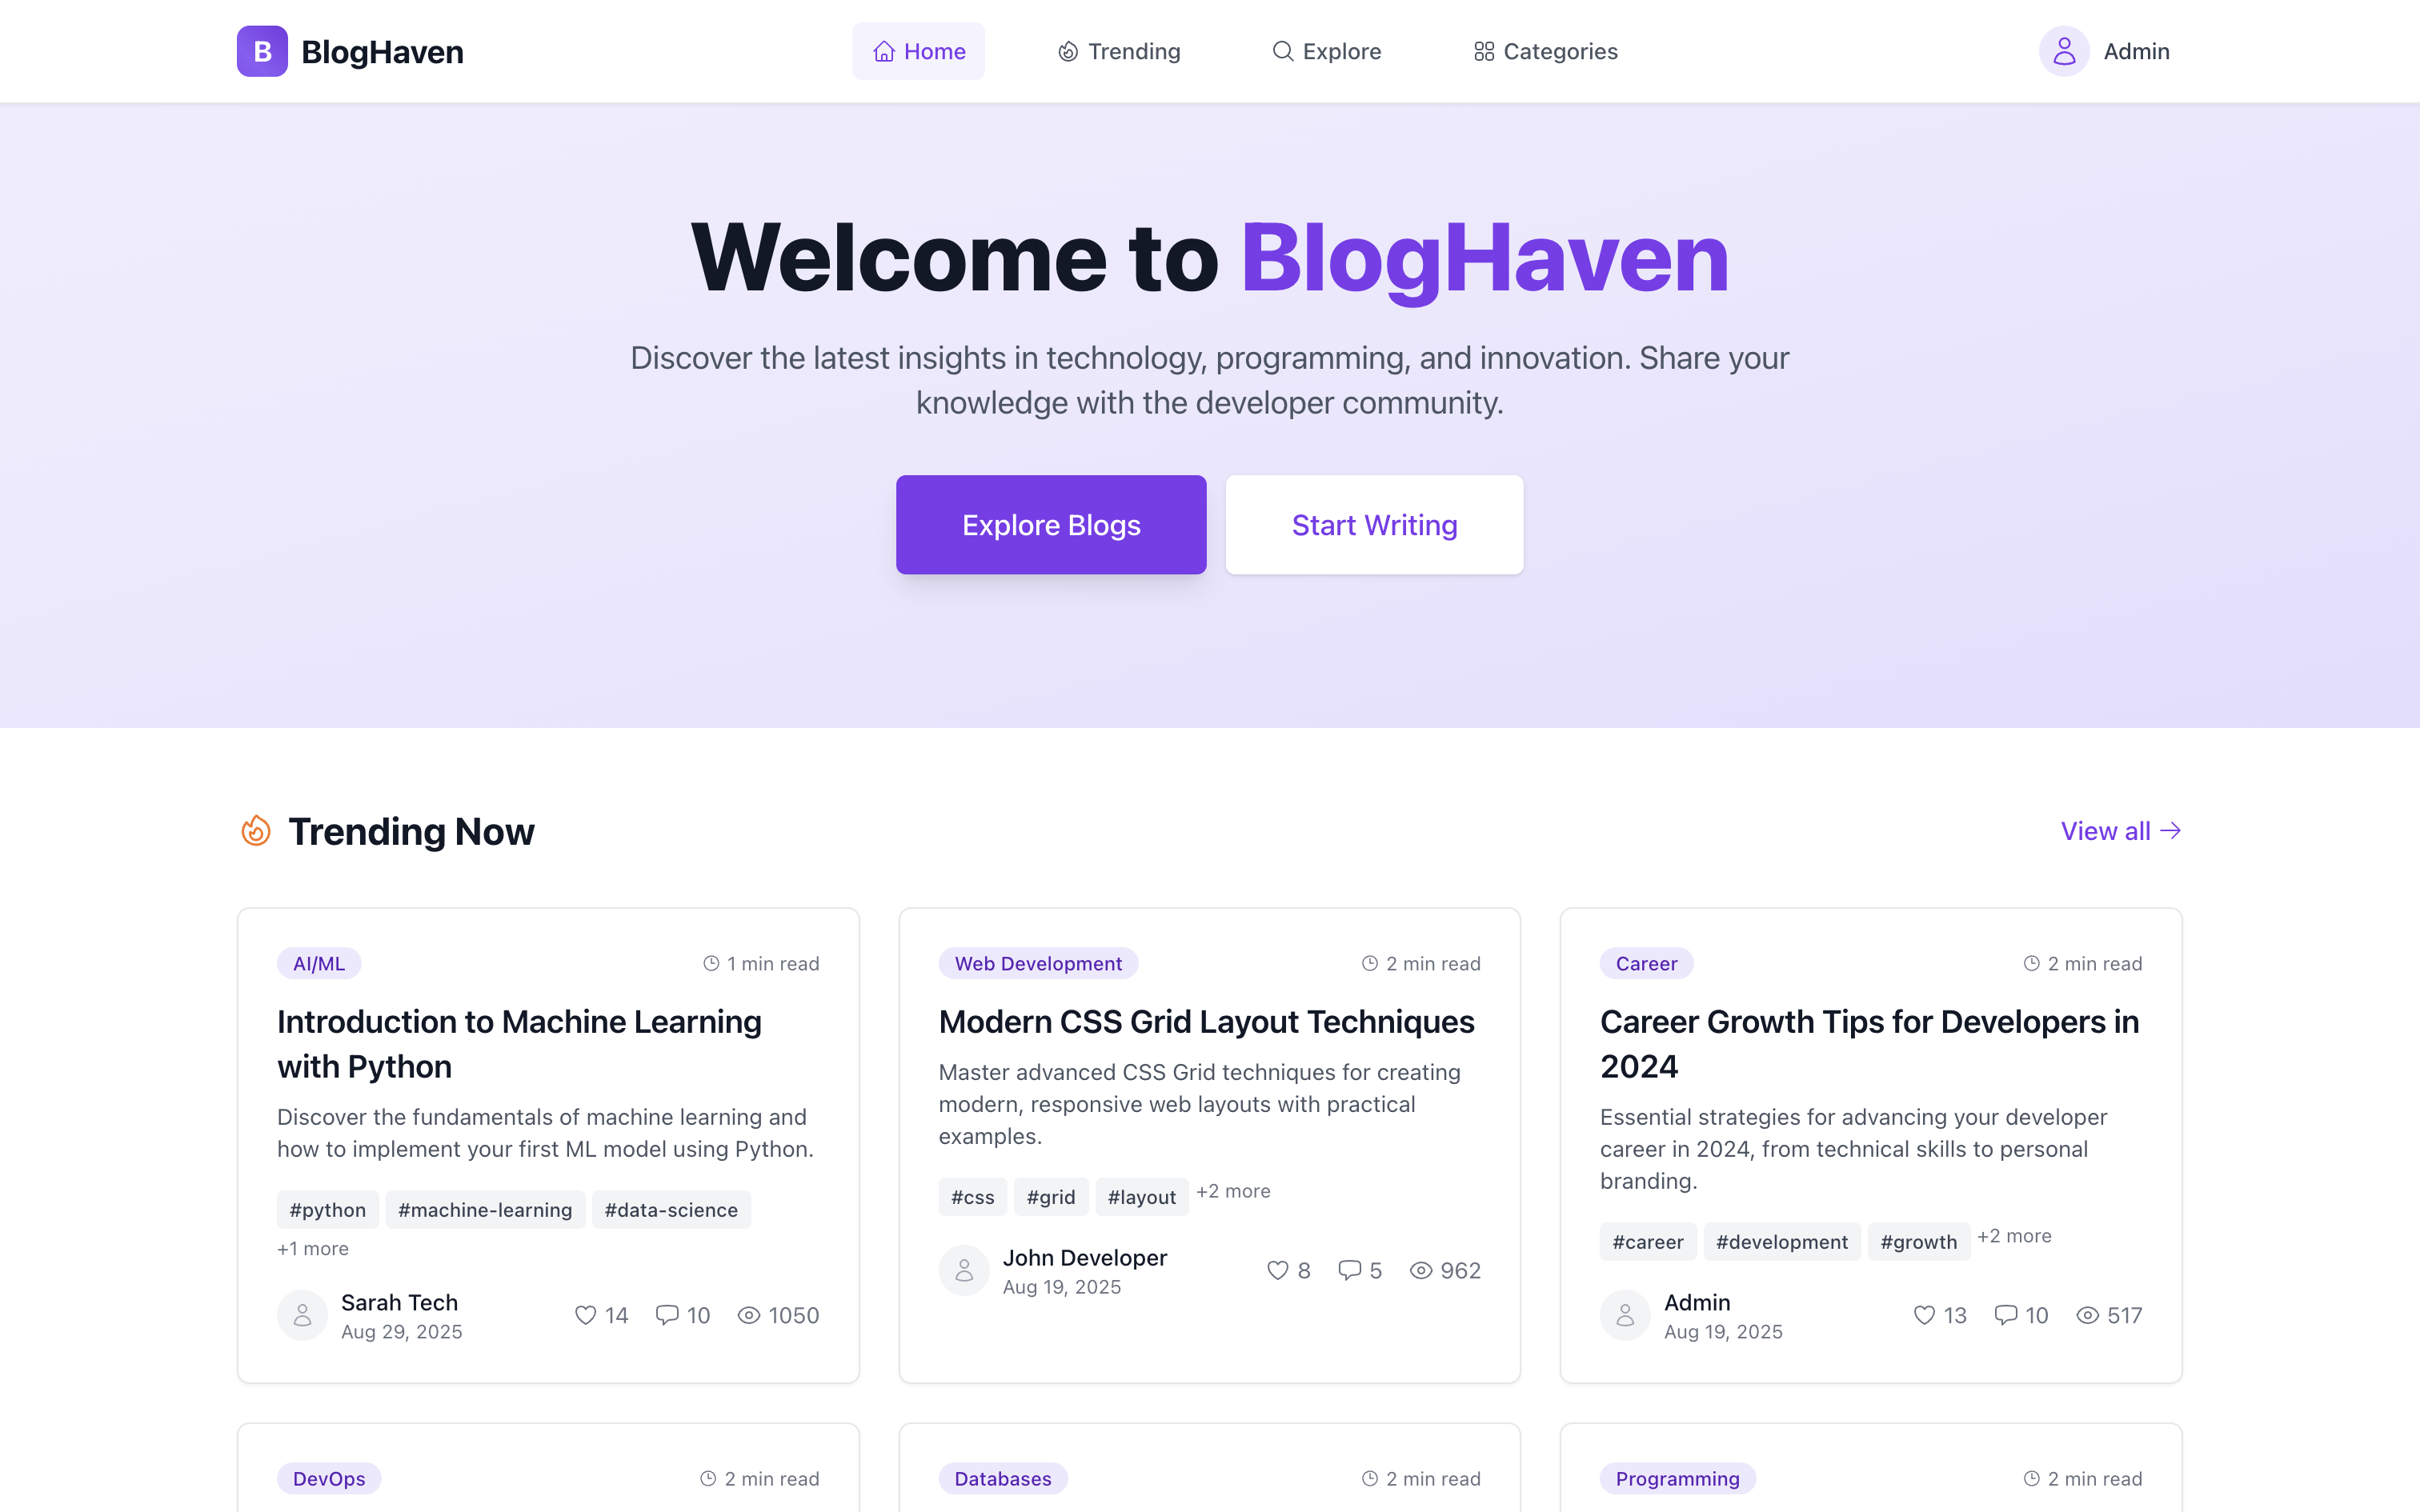 B BlogHaven
Home
Trending
Explore
Categories
Admin
Welcome to BlogHaven
Discover the latest insights in technology, programming, and innovation. Share your
knowledge with the developer community.
Explore Blogs
Start Writing
Trending Now
View all
AI/ML
1 min read
Introduction to Machine Learning
with Python
Discover the fundamentals of machine learning and
how to implement your first ML model using Python.
#python #machine-learning #data-science
+1 more
Sarah Tech
Aug 29, 2025
14 10 1050
Web Development
2 min read
Modern CSS Grid Layout Techniques
Master advanced CSS Grid techniques for creating
modern, responsive web layouts with practical
examples.
#css #grid #layout +2 more
John Developer
Aug 19, 2025
8 5 962
Career
2 min read
Career Growth Tips for Developers in
2024
Essential strategies for advancing your developer
career in 2024, from technical skills to personal
branding.
#career #development #growth +2 more
Admin
Aug 19, 2025
13 10 517
DevOps
2 min read
Databases
2 min read
Programming
2 min read